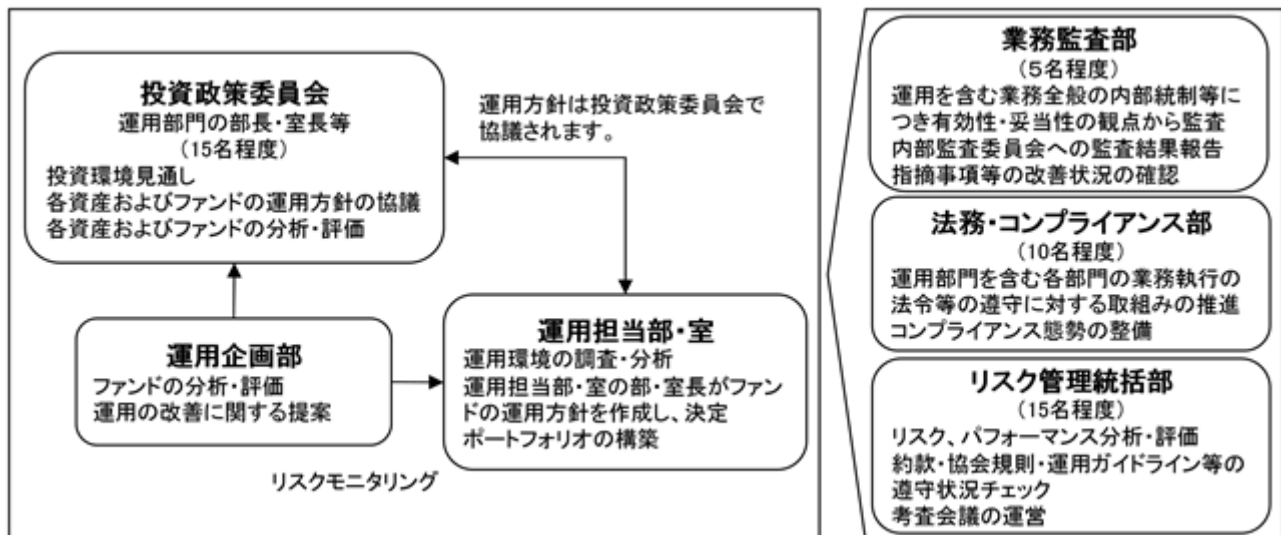 投資政策委員会
運用部門の部長・室長等
(15名程度)
投資環境見通し
各資産およびファンドの運用方針の協議
各資産およびファンドの分析・評価
運用方針は投資政策委員会で
協議されます。
運用企画部
ファンドの分析・評価
運用の改善に関する提案
運用担当部・室
運用環境の調査・分析
運用担当部・室の部・室長がファン
ドの運用方針を作成し、決定
ポートフォリオの構築
リスクモニタリング
業務監査部
(5名程度)
運用を含む業務全般の内部統制等に
つき有効性・妥当性の観点から監査
内部監査委員会への監査結果報告
指摘事項等の改善状況の確認
法務・コンプライアンス部
(10名程度)
運用部門を含む各部門の業務執行の
法令等の遵守に対する取組みの推進
コンプライアンス態勢の整備
リスク管理統括部
(15名程度)
リスク、パフォーマンス分析・評価
約款・協会規則・運用ガイドライン等の
遵守状況チェック
考査会議の運営